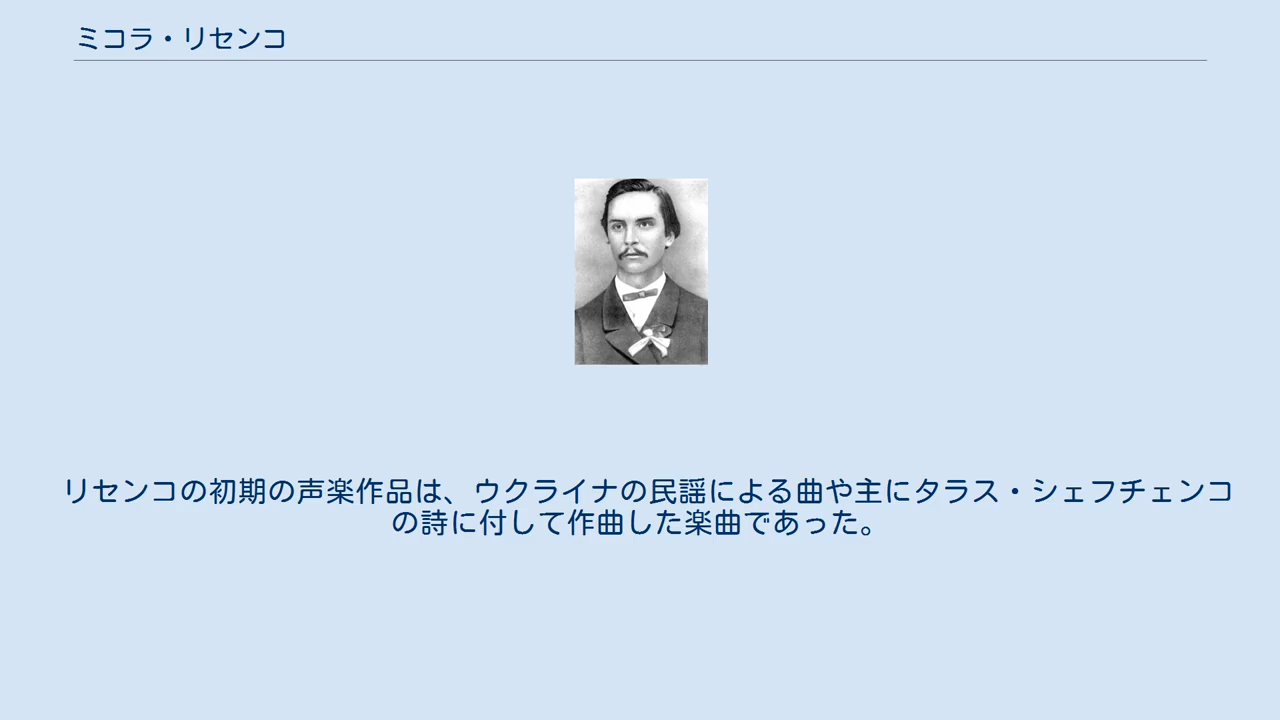 ミコラ・リセンコ
リセンコの初期の声楽作品は、ウクライナの民謡による曲や主にタラス・シェフチェンコ
の詩に付して作曲した楽曲であった。